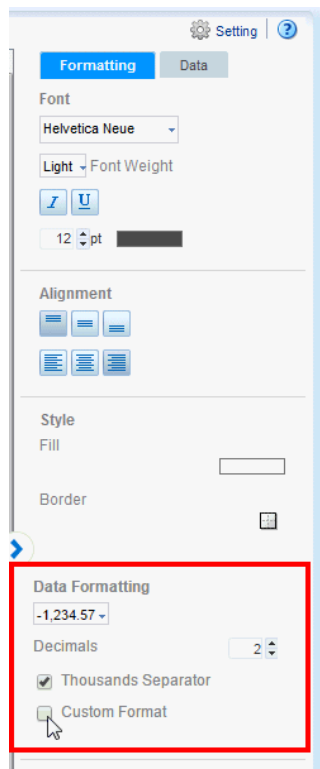 Setting | ?
Formatting Data
Font
Helvetica Neue
Light Font Weight
I U
12 pt
Alignment
Style
Fill
Border
Data Formatting
-1,234.57
Decimals 2
Thousands Separator
Custom Format